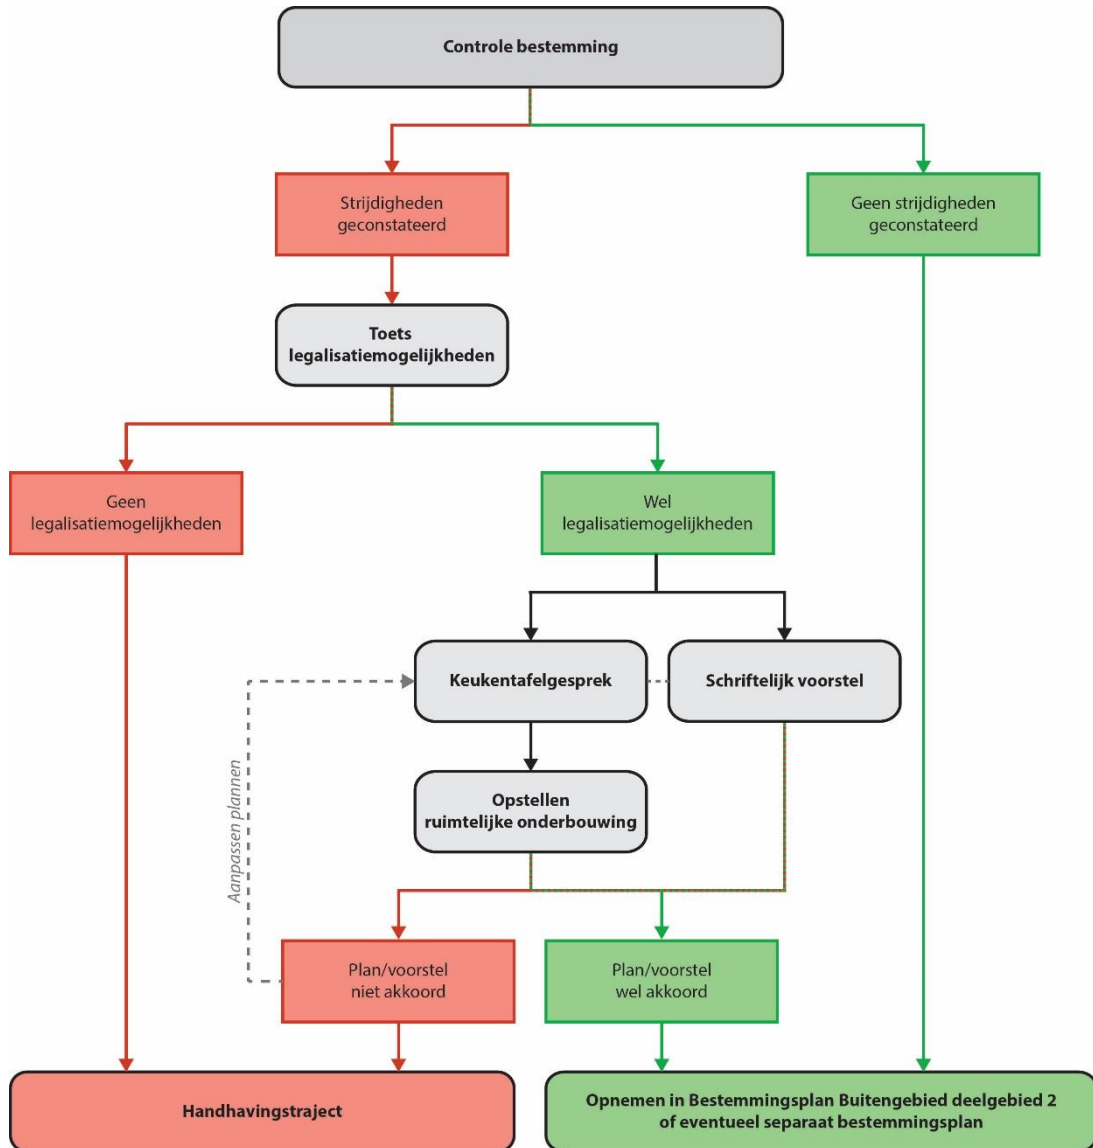 Controle bestemming
Strijdigheden
geconstateerd
Geen strijdigheden
geconstateerd
Toets
legalisatiemogelijkheden
Geen
legalisatiemogelijkheden
Wel
legalisatiemogelijkheden
Keukentafelgesprek
Schriftelijk voorstel
Aanpassen plannen
Opstellen
ruimtelijke onderbouwing
Plan/voorstel
niet akkoord
Plan/voorstel
wel akkoord
Handhavingstraject
Opnemen in Bestemmingsplan Buitengebied deelgebied 2
of eventueel separaat bestemmingsplan